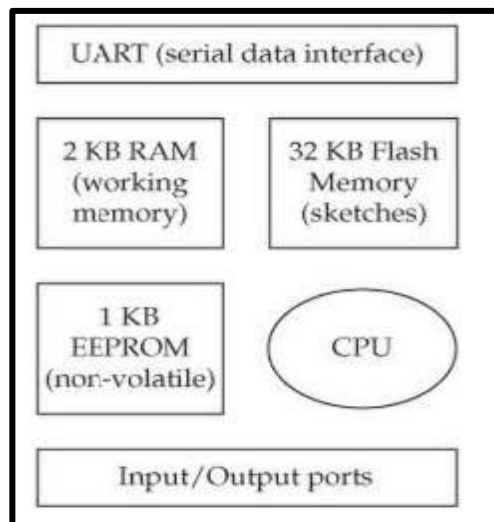 UART (serial data interface)
2 KB RAM
(working
memory)
32 KB Flash
Memory
(sketches)
1 KB
EEPROM
(non-volatile)
CPU
Input/Output ports